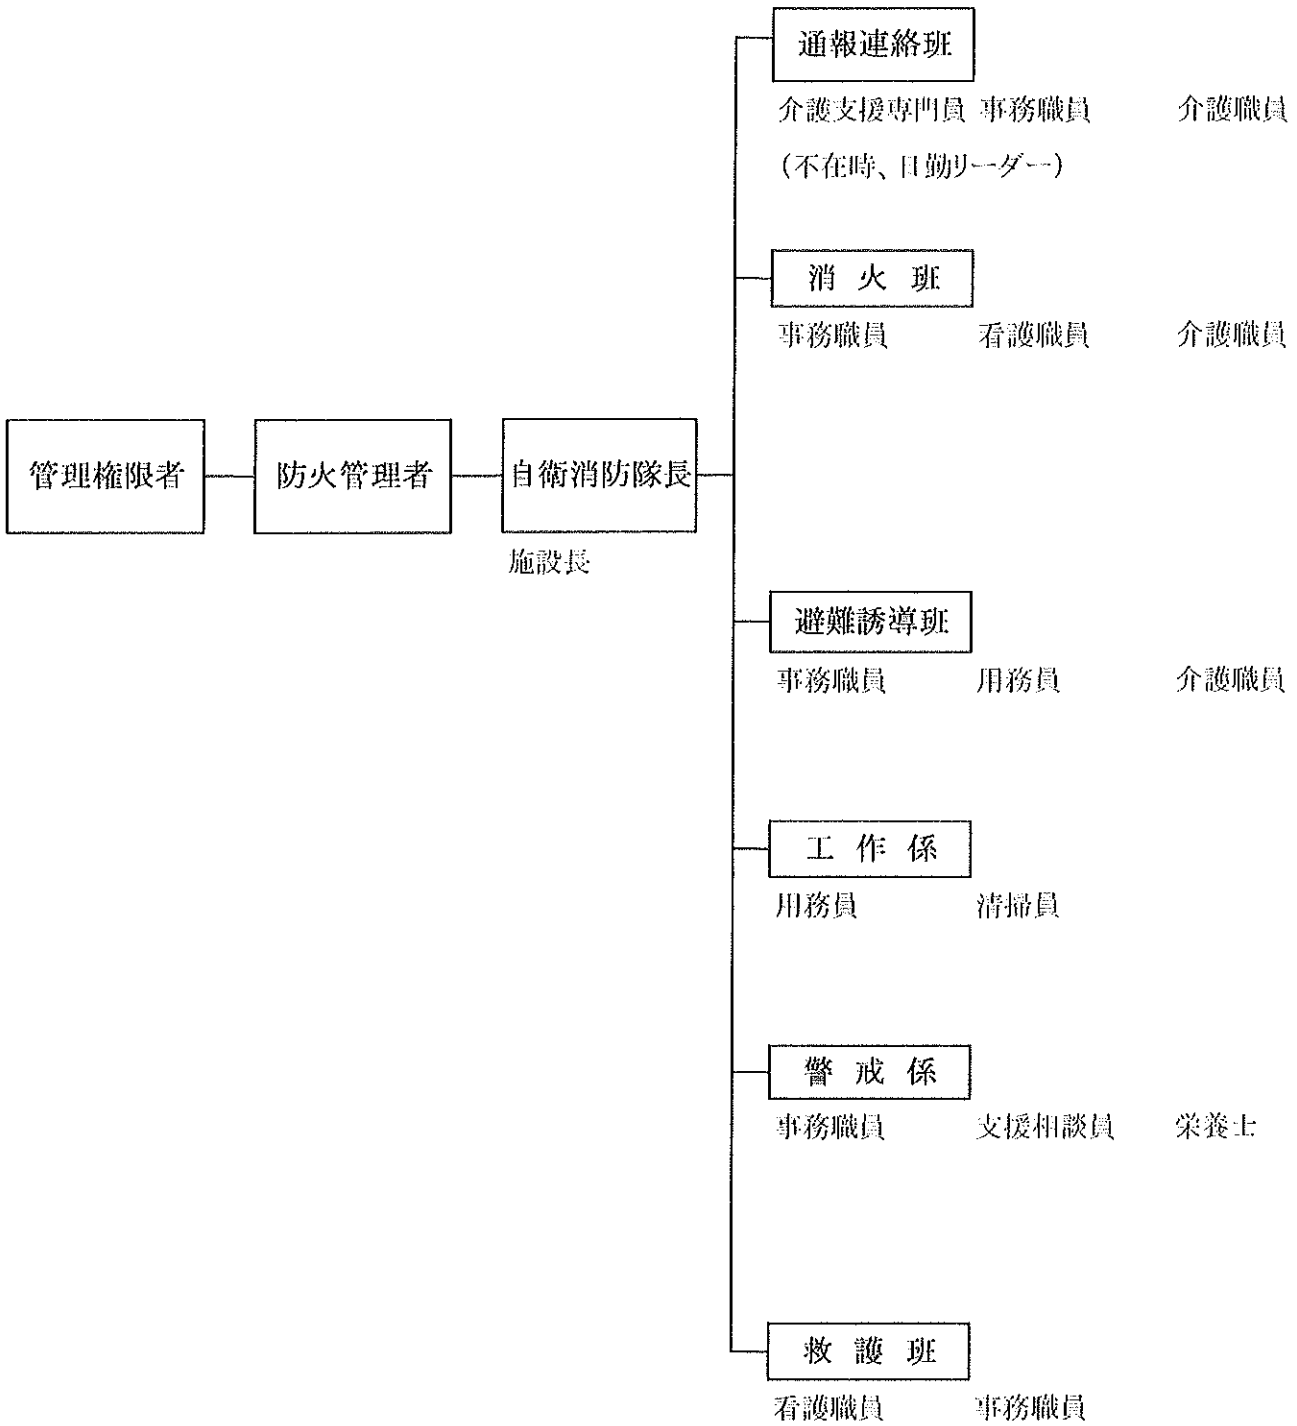 通報連絡班
介護支援専門員 事務職員 介護職員
(不在時、日勤リーダー)
消火班
事務職員 看護職員 介護職員
管理権限者 防火管理者 自衛消防隊長
施設長
避難誘導班
事務職員 用務員 介護職員
工作係
用務員 清掃員
警戒係
事務職員 支援相談員 栄養士
救護班
看護職員 事務職員